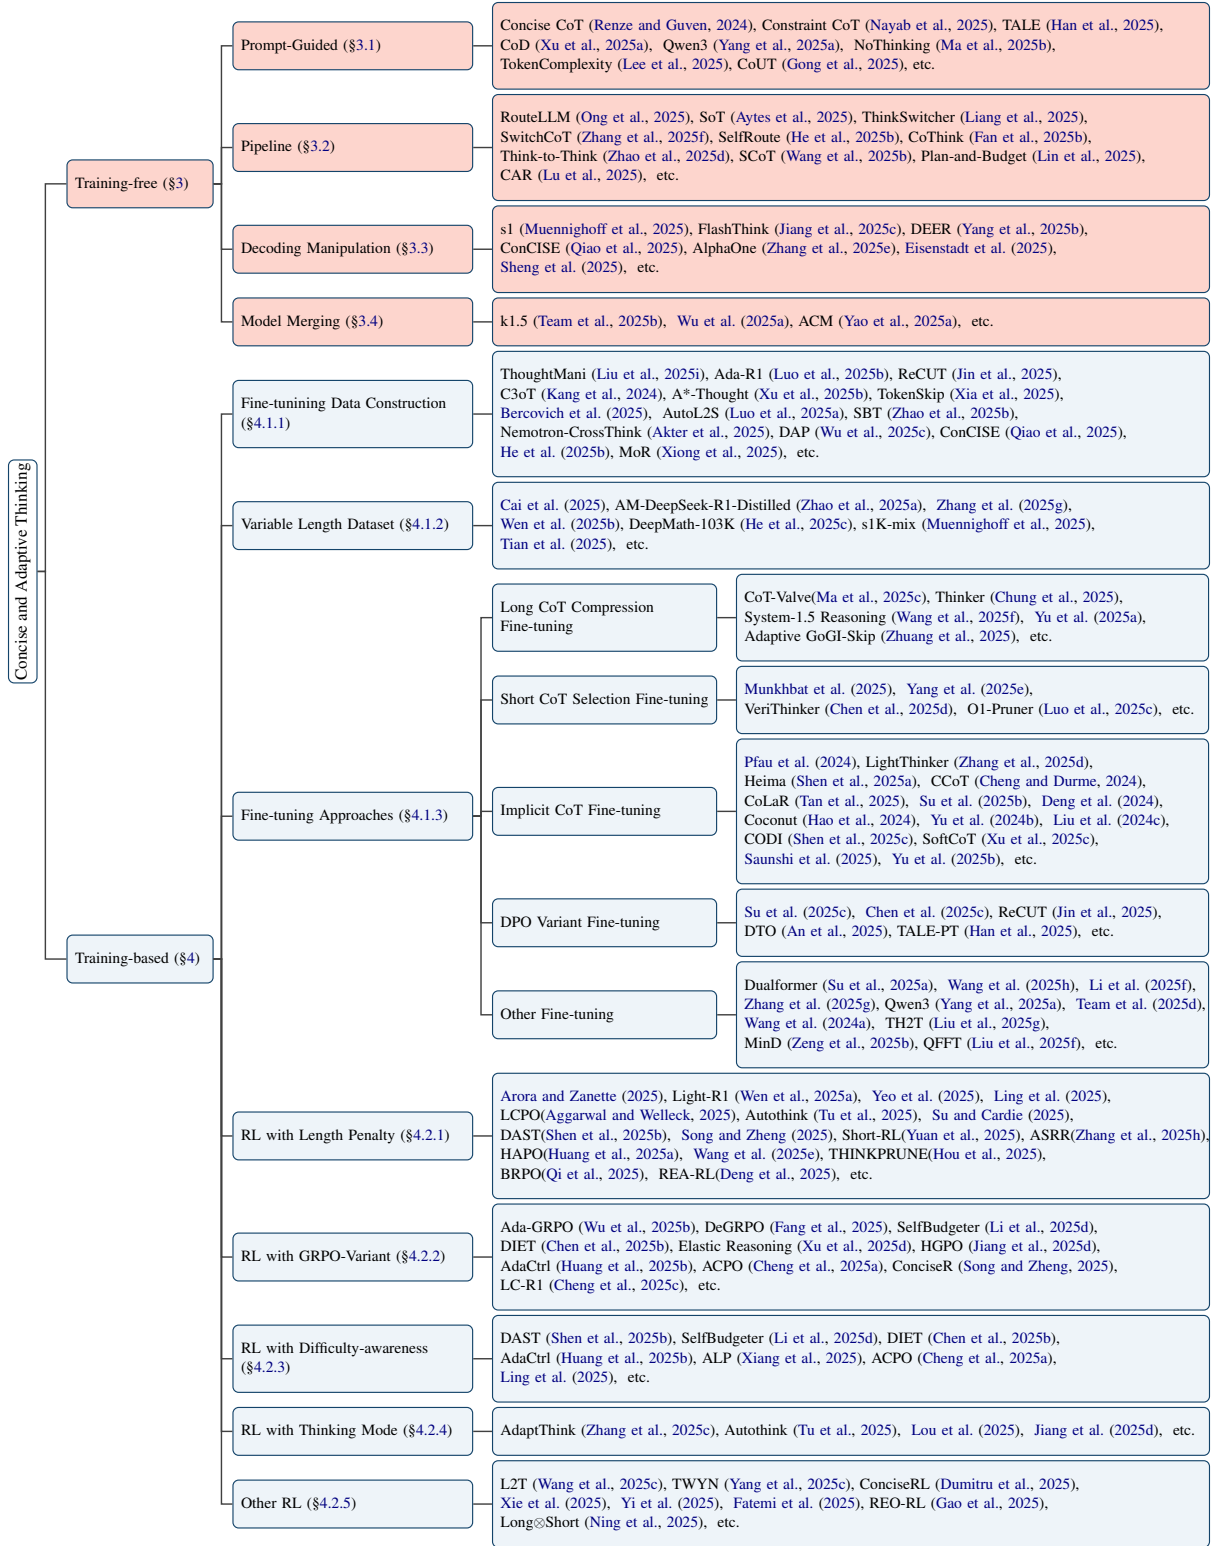 Concise and Adaptive Thinking
Training-free (§3)
Prompt-Guided (§3.1)
Concise CoT (Renze and Guven, 2024), Constraint CoT (Nayab et al., 2025), TALE (Han et al., 2025),
CoD (Xu et al., 2025a), Qwen3 (Yang et al., 2025a), NoThinking (Ma et al., 2025b),
TokenComplexity (Lee et al., 2025), CoUT (Gong et al., 2025), etc.
Pipeline (§3.2)
RouteLLM (Ong et al., 2025), SoT (Aytes et al., 2025), ThinkSwitcher (Liang et al., 2025),
SwitchCoT (Zhang et al., 2025f), SelfRoute (He et al., 2025b), CoThink (Fan et al., 2025b),
Think-to-Think (Zhao et al., 2025d), SCoT (Wang et al., 2025b), Plan-and-Budget (Lin et al., 2025),
CAR (Lu et al., 2025), etc.
Decoding Manipulation (§3.3)
s1 (Muennighoff et al., 2025), FlashThink (Jiang et al., 2025c), DEER (Yang et al., 2025b),
ConCISE (Qiao et al., 2025), AlphaOne (Zhang et al., 2025e), Eisenstadt et al. (2025),
Sheng et al. (2025), etc.
Model Merging (§3.4)
k1.5 (Team et al., 2025b), Wu et al. (2025a), ACM (Yao et al., 2025a), etc.
Training-based (§4)
Fine-tunining Data Construction
(§4.1.1)
ThoughtMani (Liu et al., 2025i), Ada-R1 (Luo et al., 2025b), ReCUT (Jin et al., 2025),
C3oT (Kang et al., 2024), A*-Thought (Xu et al., 2025b), TokenSkip (Xia et al., 2025),
Bercovich et al. (2025), AutoL2S (Luo et al., 2025a), SBT (Zhao et al., 2025b),
Nemotron-CrossThink (Akter et al., 2025), DAP (Wu et al., 2025c), ConCISE (Qiao et al., 2025),
He et al. (2025b), MoR (Xiong et al., 2025), etc.
Variable Length Dataset (§4.1.2)
Cai et al. (2025), AM-DeepSeek-R1-Distilled (Zhao et al., 2025a), Zhang et al. (2025g),
Wen et al. (2025b), DeepMath-103K (He et al., 2025c), s1K-mix (Muennighoff et al., 2025),
Tian et al. (2025), etc.
Fine-tuning Approaches (§4.1.3)
Long CoT Compression
Fine-tuning
CoT-Valve(Ma et al., 2025c), Thinker (Chung et al., 2025),
System-1.5 Reasoning (Wang et al., 2025f), Yu et al. (2025a),
Adaptive GoGI-Skip (Zhuang et al., 2025), etc.
Short CoT Selection Fine-tuning
Munkhbat et al. (2025), Yang et al. (2025e),
VeriThinker (Chen et al., 2025d), O1-Pruner (Luo et al., 2025c), etc.
Implicit CoT Fine-tuning
Pfau et al. (2024), LightThinker (Zhang et al., 2025d),
Heima (Shen et al., 2025a), CCoT (Cheng and Durme, 2024),
CoLaR (Tan et al., 2025), Su et al. (2025b), Deng et al. (2024),
Coconut (Hao et al., 2024), Yu et al. (2024b), Liu et al. (2024c),
CODI (Shen et al., 2025c), SoftCoT (Xu et al., 2025c),
Saunshi et al. (2025), Yu et al. (2025b), etc.
DPO Variant Fine-tuning
Su et al. (2025c), Chen et al. (2025c), ReCUT (Jin et al., 2025),
DTO (An et al., 2025), TALE-PT (Han et al., 2025), etc.
Other Fine-tuning
Dualformer (Su et al., 2025a), Wang et al. (2025h), Li et al. (2025f),
Zhang et al. (2025g), Qwen3 (Yang et al., 2025a), Team et al. (2025d),
Wang et al. (2024a), TH2T (Liu et al., 2025g),
MinD (Zeng et al., 2025b), QFFT (Liu et al., 2025f), etc.
RL with Length Penalty (§4.2.1)
Arora and Zanette (2025), Light-R1 (Wen et al., 2025a), Yeo et al. (2025), Ling et al. (2025),
LCPO(Aggarwal and Welleck, 2025), Autothink (Tu et al., 2025), Su and Cardie (2025),
DAST(Shen et al., 2025b), Song and Zheng (2025), Short-RL(Yuan et al., 2025), ASRR(Zhang et al., 2025h),
HAPO(Huang et al., 2025a), Wang et al. (2025e), THINKPRUNE(Hou et al., 2025),
BRPO(Qi et al., 2025), REA-RL(Deng et al., 2025), etc.
RL with GRPO-Variant (§4.2.2)
Ada-GRPO (Wu et al., 2025b), DeGRPO (Fang et al., 2025), SelfBudgeter (Li et al., 2025d),
DIET (Chen et al., 2025b), Elastic Reasoning (Xu et al., 2025d), HGPO (Jiang et al., 2025d),
AdaCtrl (Huang et al., 2025b), ACPO (Cheng et al., 2025a), ConciseR (Song and Zheng, 2025),
LC-R1 (Cheng et al., 2025c), etc.
RL with Difficulty-awareness
(§4.2.3)
DAST (Shen et al., 2025b), SelfBudgeter (Li et al., 2025d), DIET (Chen et al., 2025b),
AdaCtrl (Huang et al., 2025b), ALP (Xiang et al., 2025), ACPO (Cheng et al., 2025a),
Ling et al. (2025), etc.
RL with Thinking Mode (§4.2.4)
AdaptThink (Zhang et al., 2025c), Autothink (Tu et al., 2025), Lou et al. (2025), Jiang et al. (2025d), etc.
Other RL (§4.2.5)
L2T (Wang et al., 2025c), TWYN (Yang et al., 2025c), ConciseRL (Dumitru et al., 2025),
Xie et al. (2025), Yi et al. (2025), Fatemi et al. (2025), REO-RL (Gao et al., 2025),
Long⊗Short (Ning et al., 2025), etc.